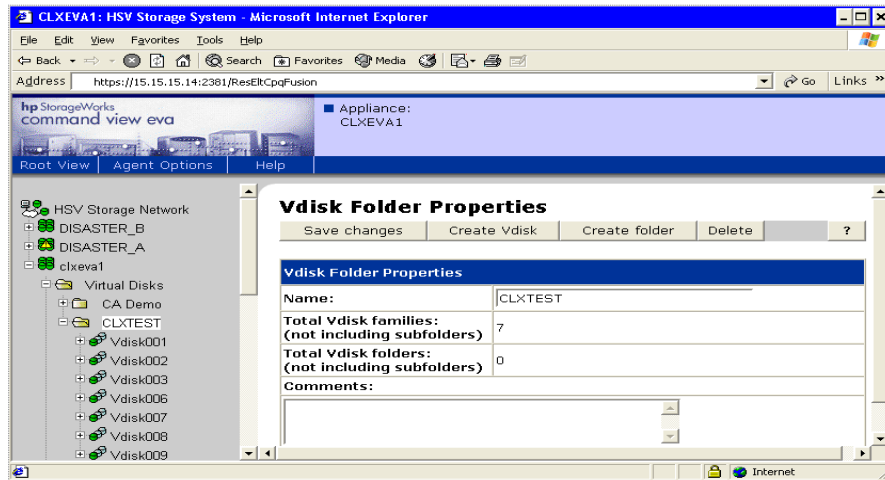 CLXEVA1: HSV Storage System - Microsoft Internet Explorer
File Edit View Favorites Tools Help
Back Search Favorites Media
Address https://15.15.15.14:2381/ResEltCpqFusion Go Links »
hp StorageWorks
command view eva
Appliance:
CLXEVA1
Root View Agent Options Help
HSV Storage Network
DISASTER_B
DISASTER_A
clxeva1
Virtual Disks
CA Demo
CLXTEST
Vdisk001
Vdisk002
Vdisk003
Vdisk006
Vdisk007
Vdisk008
Vdisk009
Vdisk Folder Properties
Save changes Create Vdisk Create folder Delete ?
Vdisk Folder Properties
Name: CLXTEST
Total Vdisk families:
(not including subfolders) 7
Total Vdisk folders:
(not including subfolders) 0
Comments:
Internet